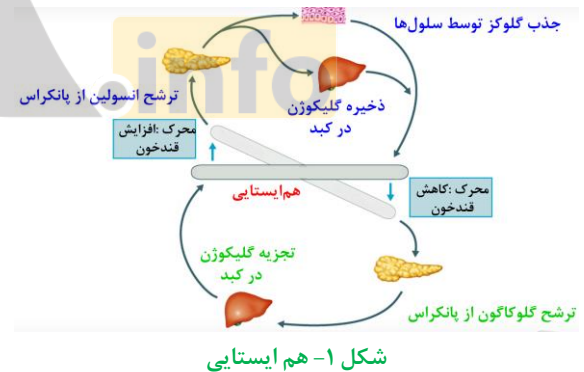 جذب گلوکز توسط سلول‌ها
.info
ترشح انسولین از پانکراس
ذخیره گلیکوژن
در کبد
محرک :افزایش
قندخون
هم‌ایستایی
محرک :کاهش
قندخون
تجزیه گلیکوژن
در کبد
ترشح گلوکاگون از پانکراس
شکل ۱- هم ایستایی